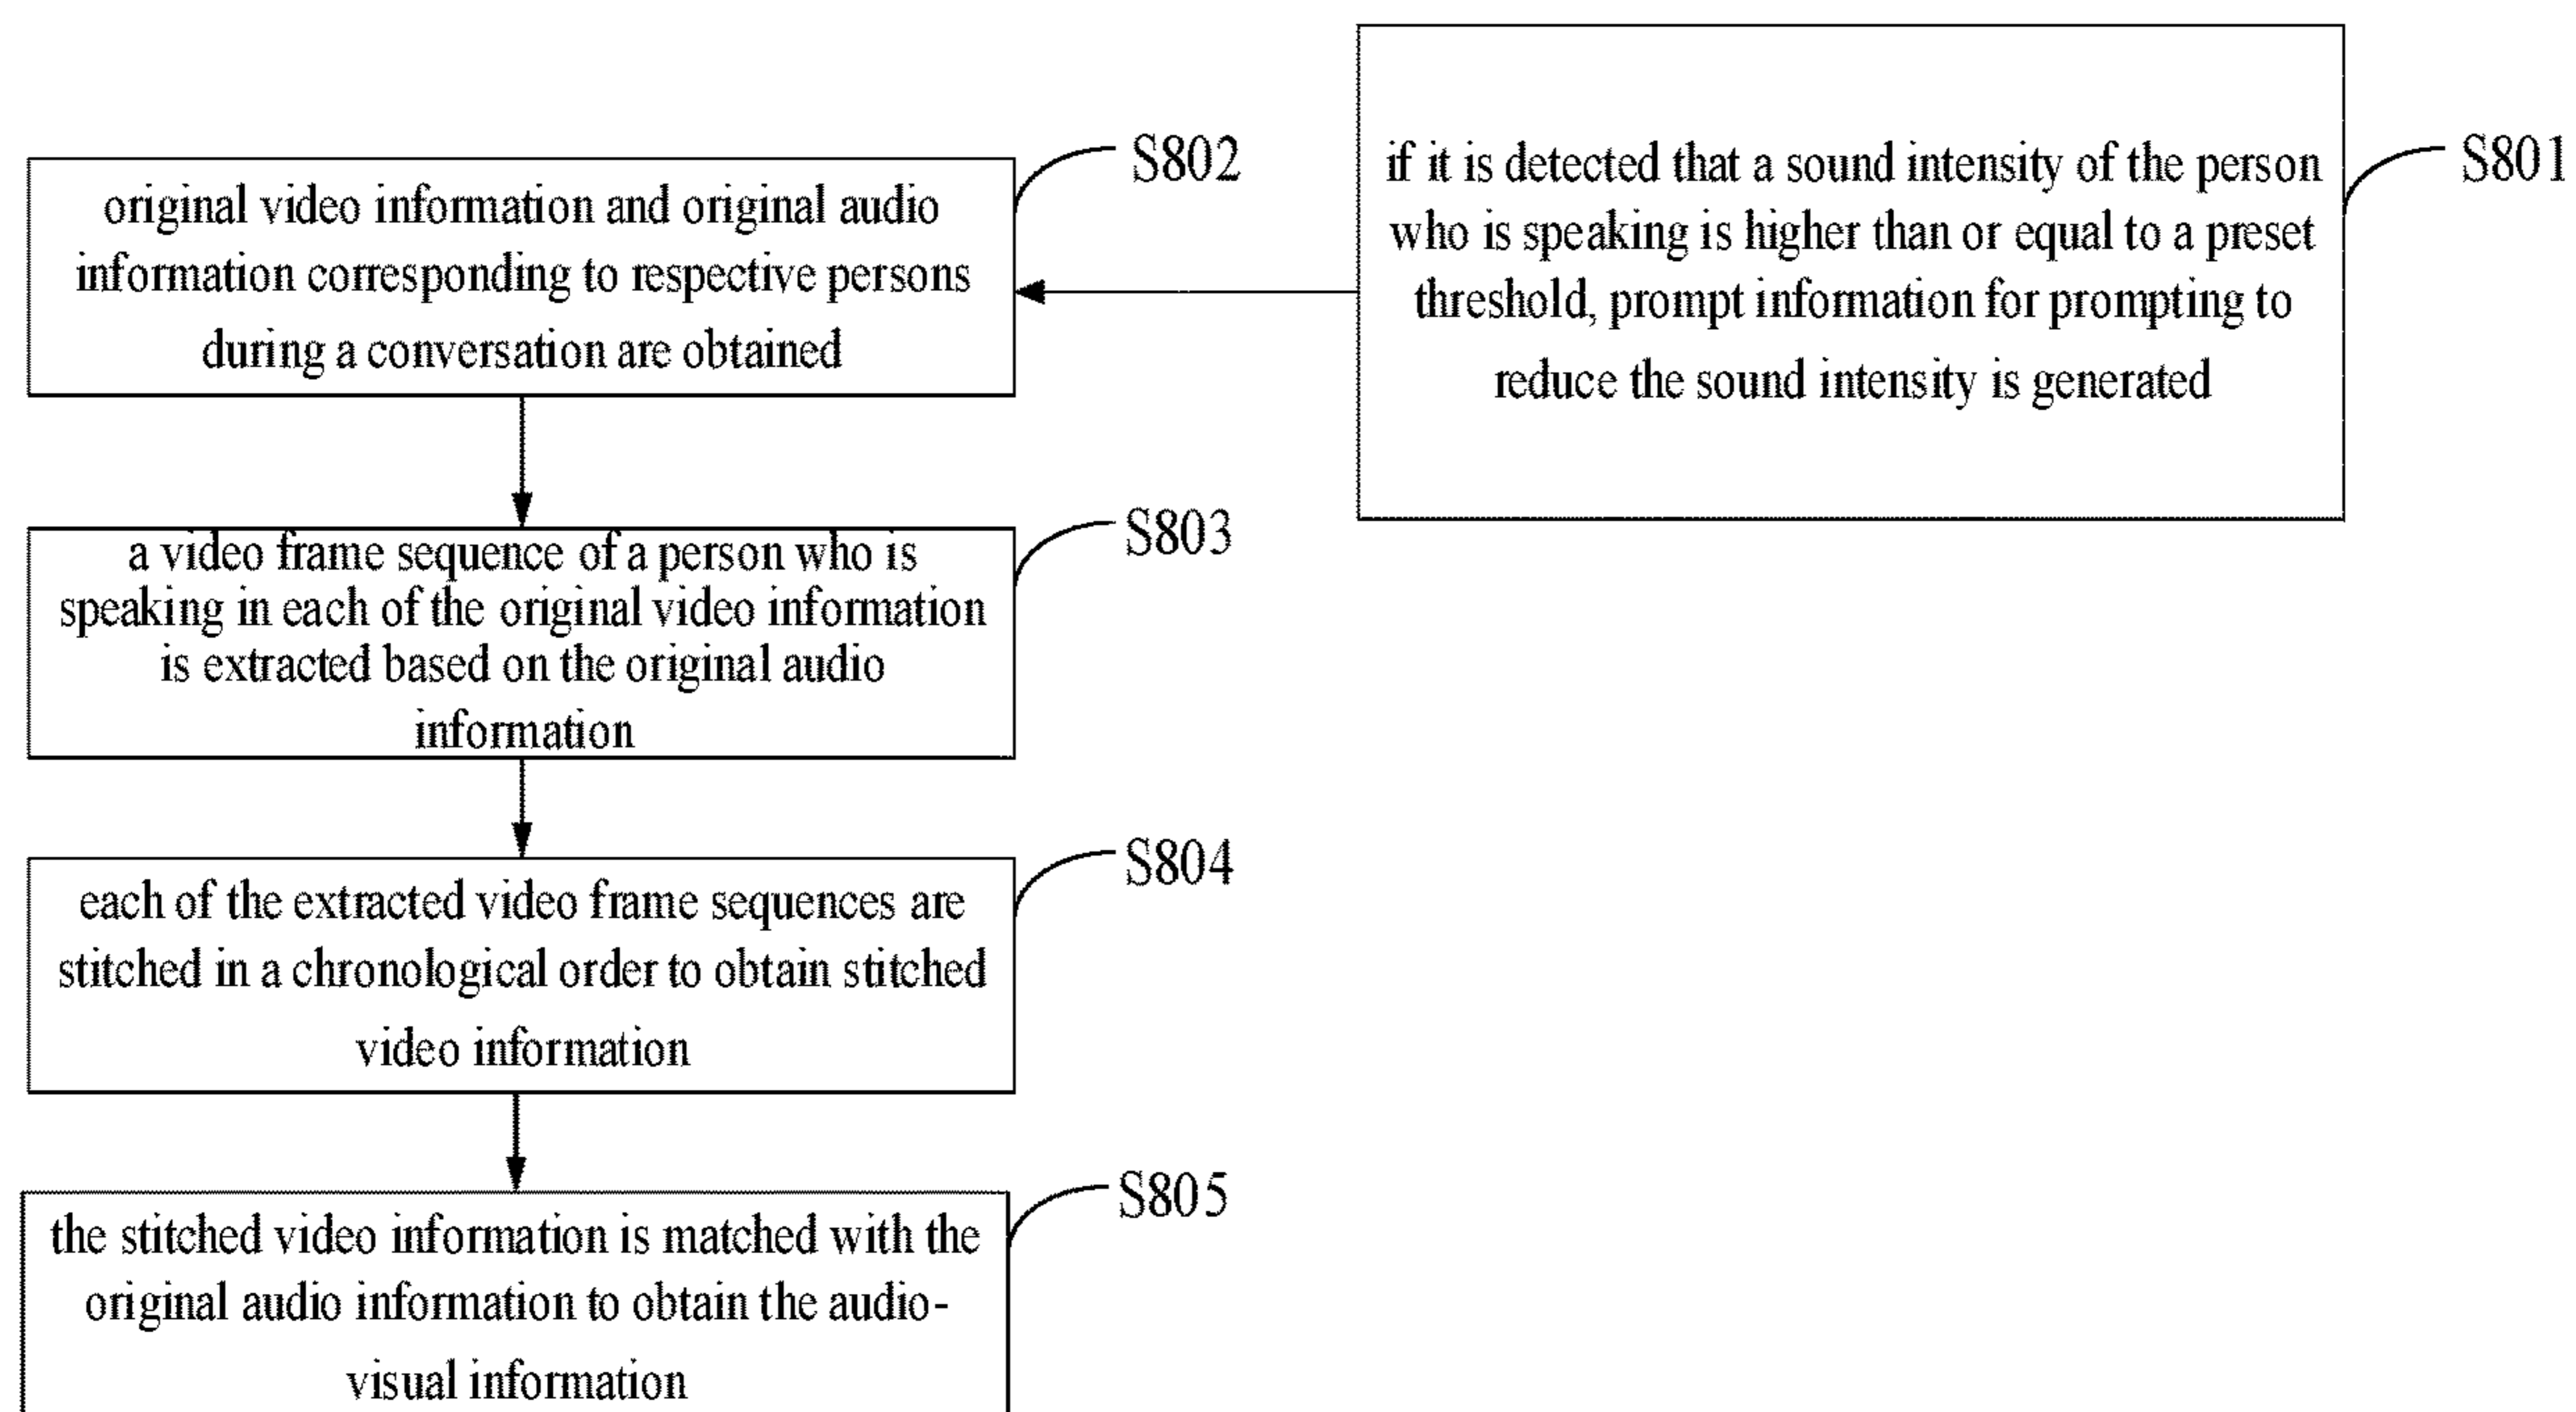 S801
if it is detected that a sound intensity of the person
who is speaking is higher than or equal to a preset
threshold, prompt information for prompting to
reduce the sound intensity is generated
S802
original video information and original audio
information corresponding to respective persons
during a conversation are obtained
S803
a video frame sequence of a person who is
speaking in each of the original video information
is extracted based on the original audio
information
S804
each of the extracted video frame sequences are
stitched in a chronological order to obtain stitched
video information
S805
the stitched video information is matched with the
original audio information to obtain the audio-
visual information